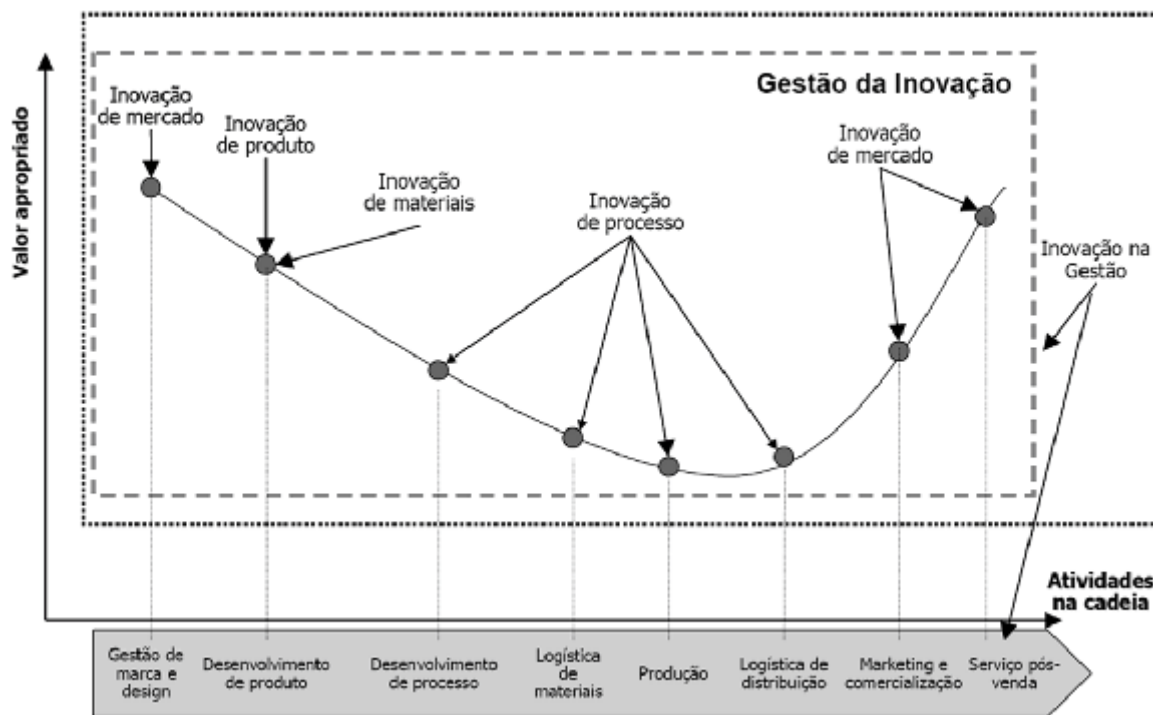 Gestão da Inovação
Inovação
de mercado
Inovação
de produto
Inovação
de materiais
Inovação
de processo
Inovação
de mercado
Inovação na
Gestão
Valor apropriado
Atividades
na cadeia
Gestão de
marca e
design
Desenvolvimento
de produto
Desenvolvimento
de processo
Logística
de
materiais
Produção
Logística de
distribuição
Marketing e
comercialização
Serviço pós-
venda